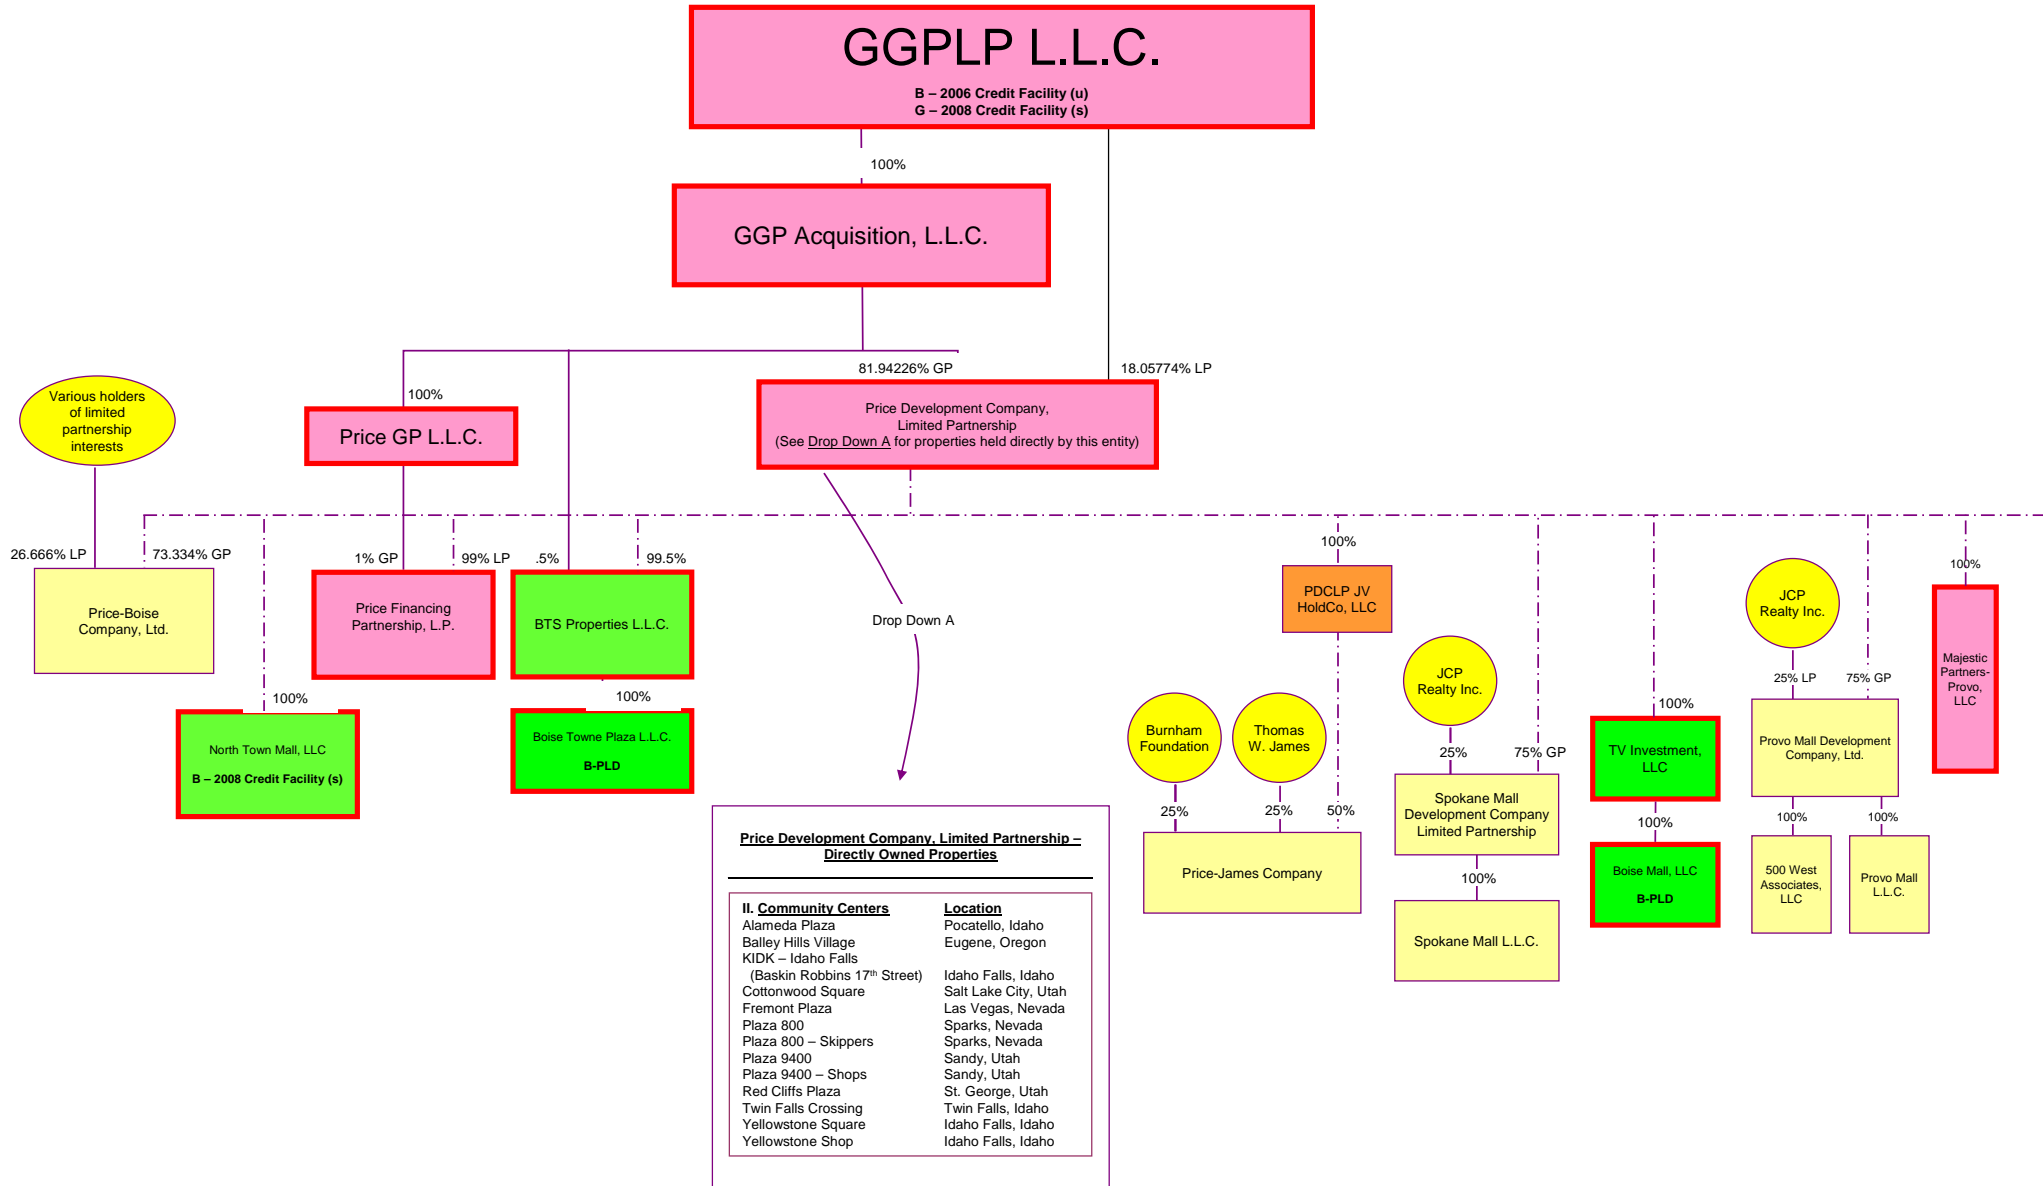 GGPLP L.L.C.
B – 2006 Credit Facility (u)
G – 2008 Credit Facility (s)
100%
GGP Acquisition, L.L.C.
81.94226% GP
18.05774% LP
Various holders
of limited
partnership
interests
100%
Price GP L.L.C.
Price Development Company,
Limited Partnership
(See Drop Down A for properties held directly by this entity)
26.666% LP
73.334% GP
1% GP
99% LP
.5%
99.5%
Price-Boise
Company, Ltd.
Price Financing
Partnership, L.P.
BTS Properties L.L.C.
100%
North Town Mall, LLC
B – 2008 Credit Facility (s)
100%
Boise Towne Plaza L.L.C.
B-PLD
Drop Down A
100%
PDCLP JV
HoldCo, LLC
Burnham
Foundation
Thomas
W. James
25%
25%
50%
Price-James Company
JCP
Realty Inc.
25%
75% GP
Spokane Mall
Development Company
Limited Partnership
100%
Spokane Mall L.L.C.
100%
TV Investment,
LLC
100%
Boise Mall, LLC
B-PLD
JCP
Realty Inc.
25% LP
75% GP
Provo Mall Development
Company, Ltd.
100%
100%
500 West
Associates,
LLC
Provo Mall
L.L.C.
100%
Majestic
Partners-
Provo,
LLC
Price Development Company, Limited Partnership –
Directly Owned Properties
II. Community Centers Location
Alameda Plaza Pocatello, Idaho
Balley Hills Village Eugene, Oregon
KIDK – Idaho Falls
(Baskin Robbins 17th Street) Idaho Falls, Idaho
Cottonwood Square Salt Lake City, Utah
Fremont Plaza Las Vegas, Nevada
Plaza 800 Sparks, Nevada
Plaza 800 – Skippers Sparks, Nevada
Plaza 9400 Sandy, Utah
Plaza 9400 – Shops Sandy, Utah
Red Cliffs Plaza St. George, Utah
Twin Falls Crossing Twin Falls, Idaho
Yellowstone Square Idaho Falls, Idaho
Yellowstone Shop Idaho Falls, Idaho